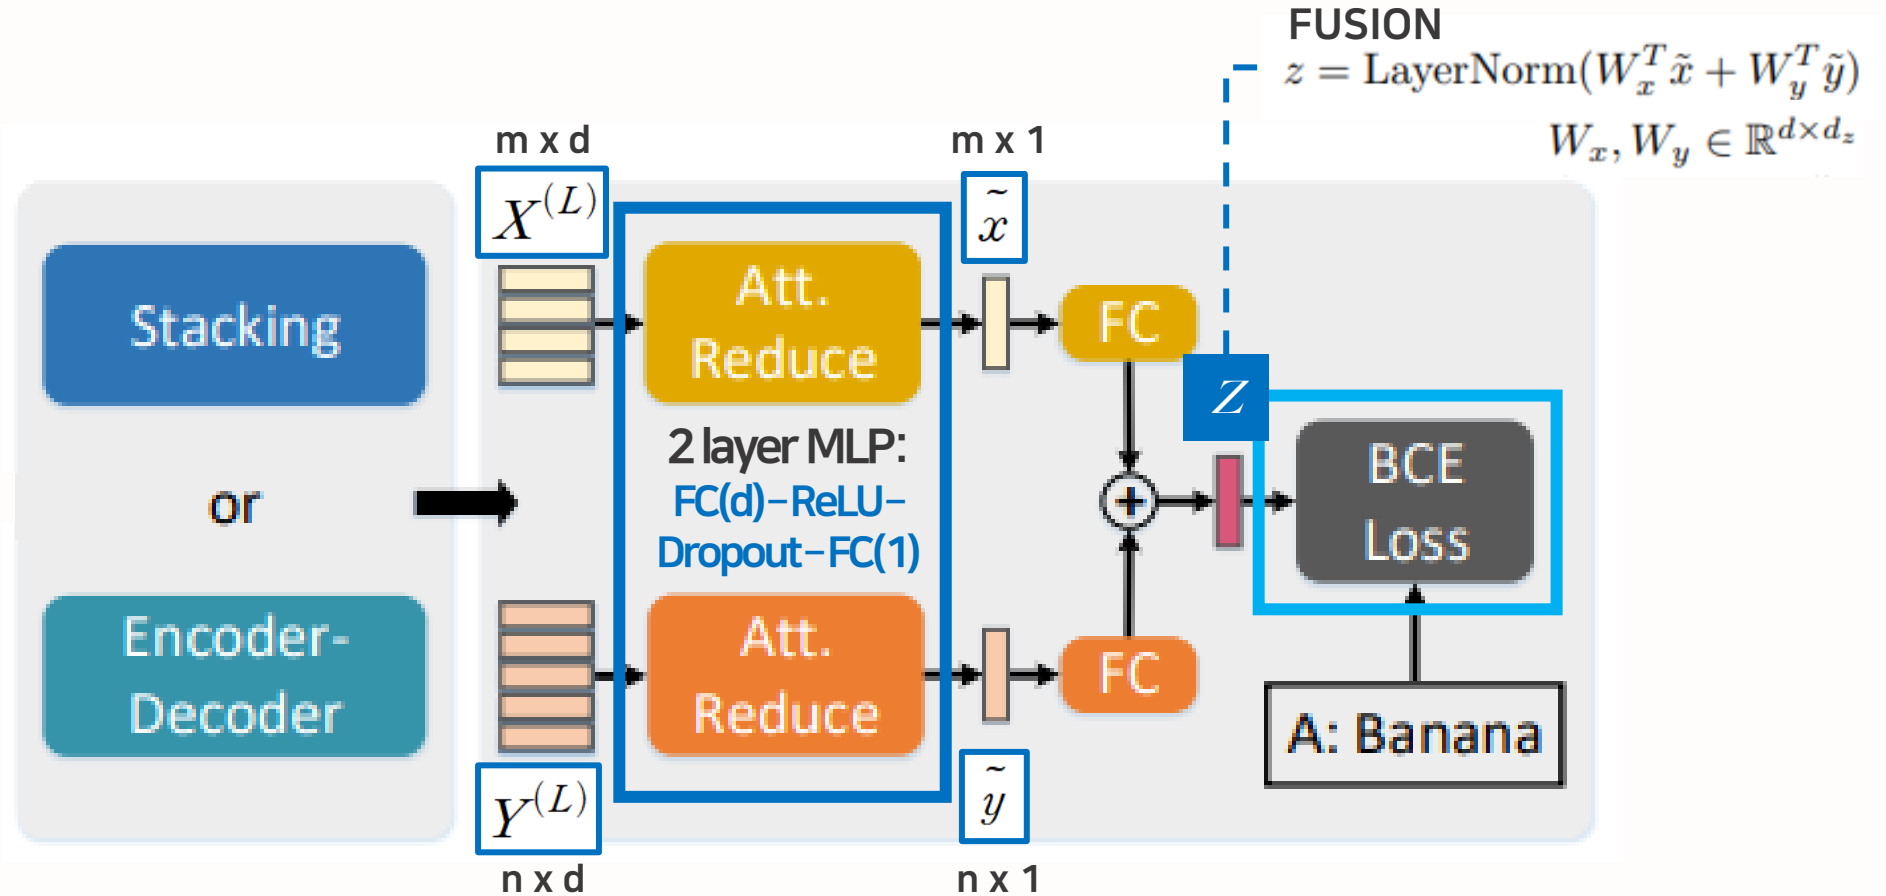 FUSION
z = LayerNorm(W_x^T x̃ + W_y^T ỹ)
W_x, W_y ∈ ℝ^{d×d_z}
m x d
m x 1
X^{(L)}
x̃
Stacking
or
Encoder-
Decoder
Att.
Reduce
FC
Z
2 layer MLP:
FC(d)-ReLU-
Dropout-FC(1)
+
BCE
Loss
Att.
Reduce
FC
A: Banana
Y^{(L)}
ỹ
n x d
n x 1